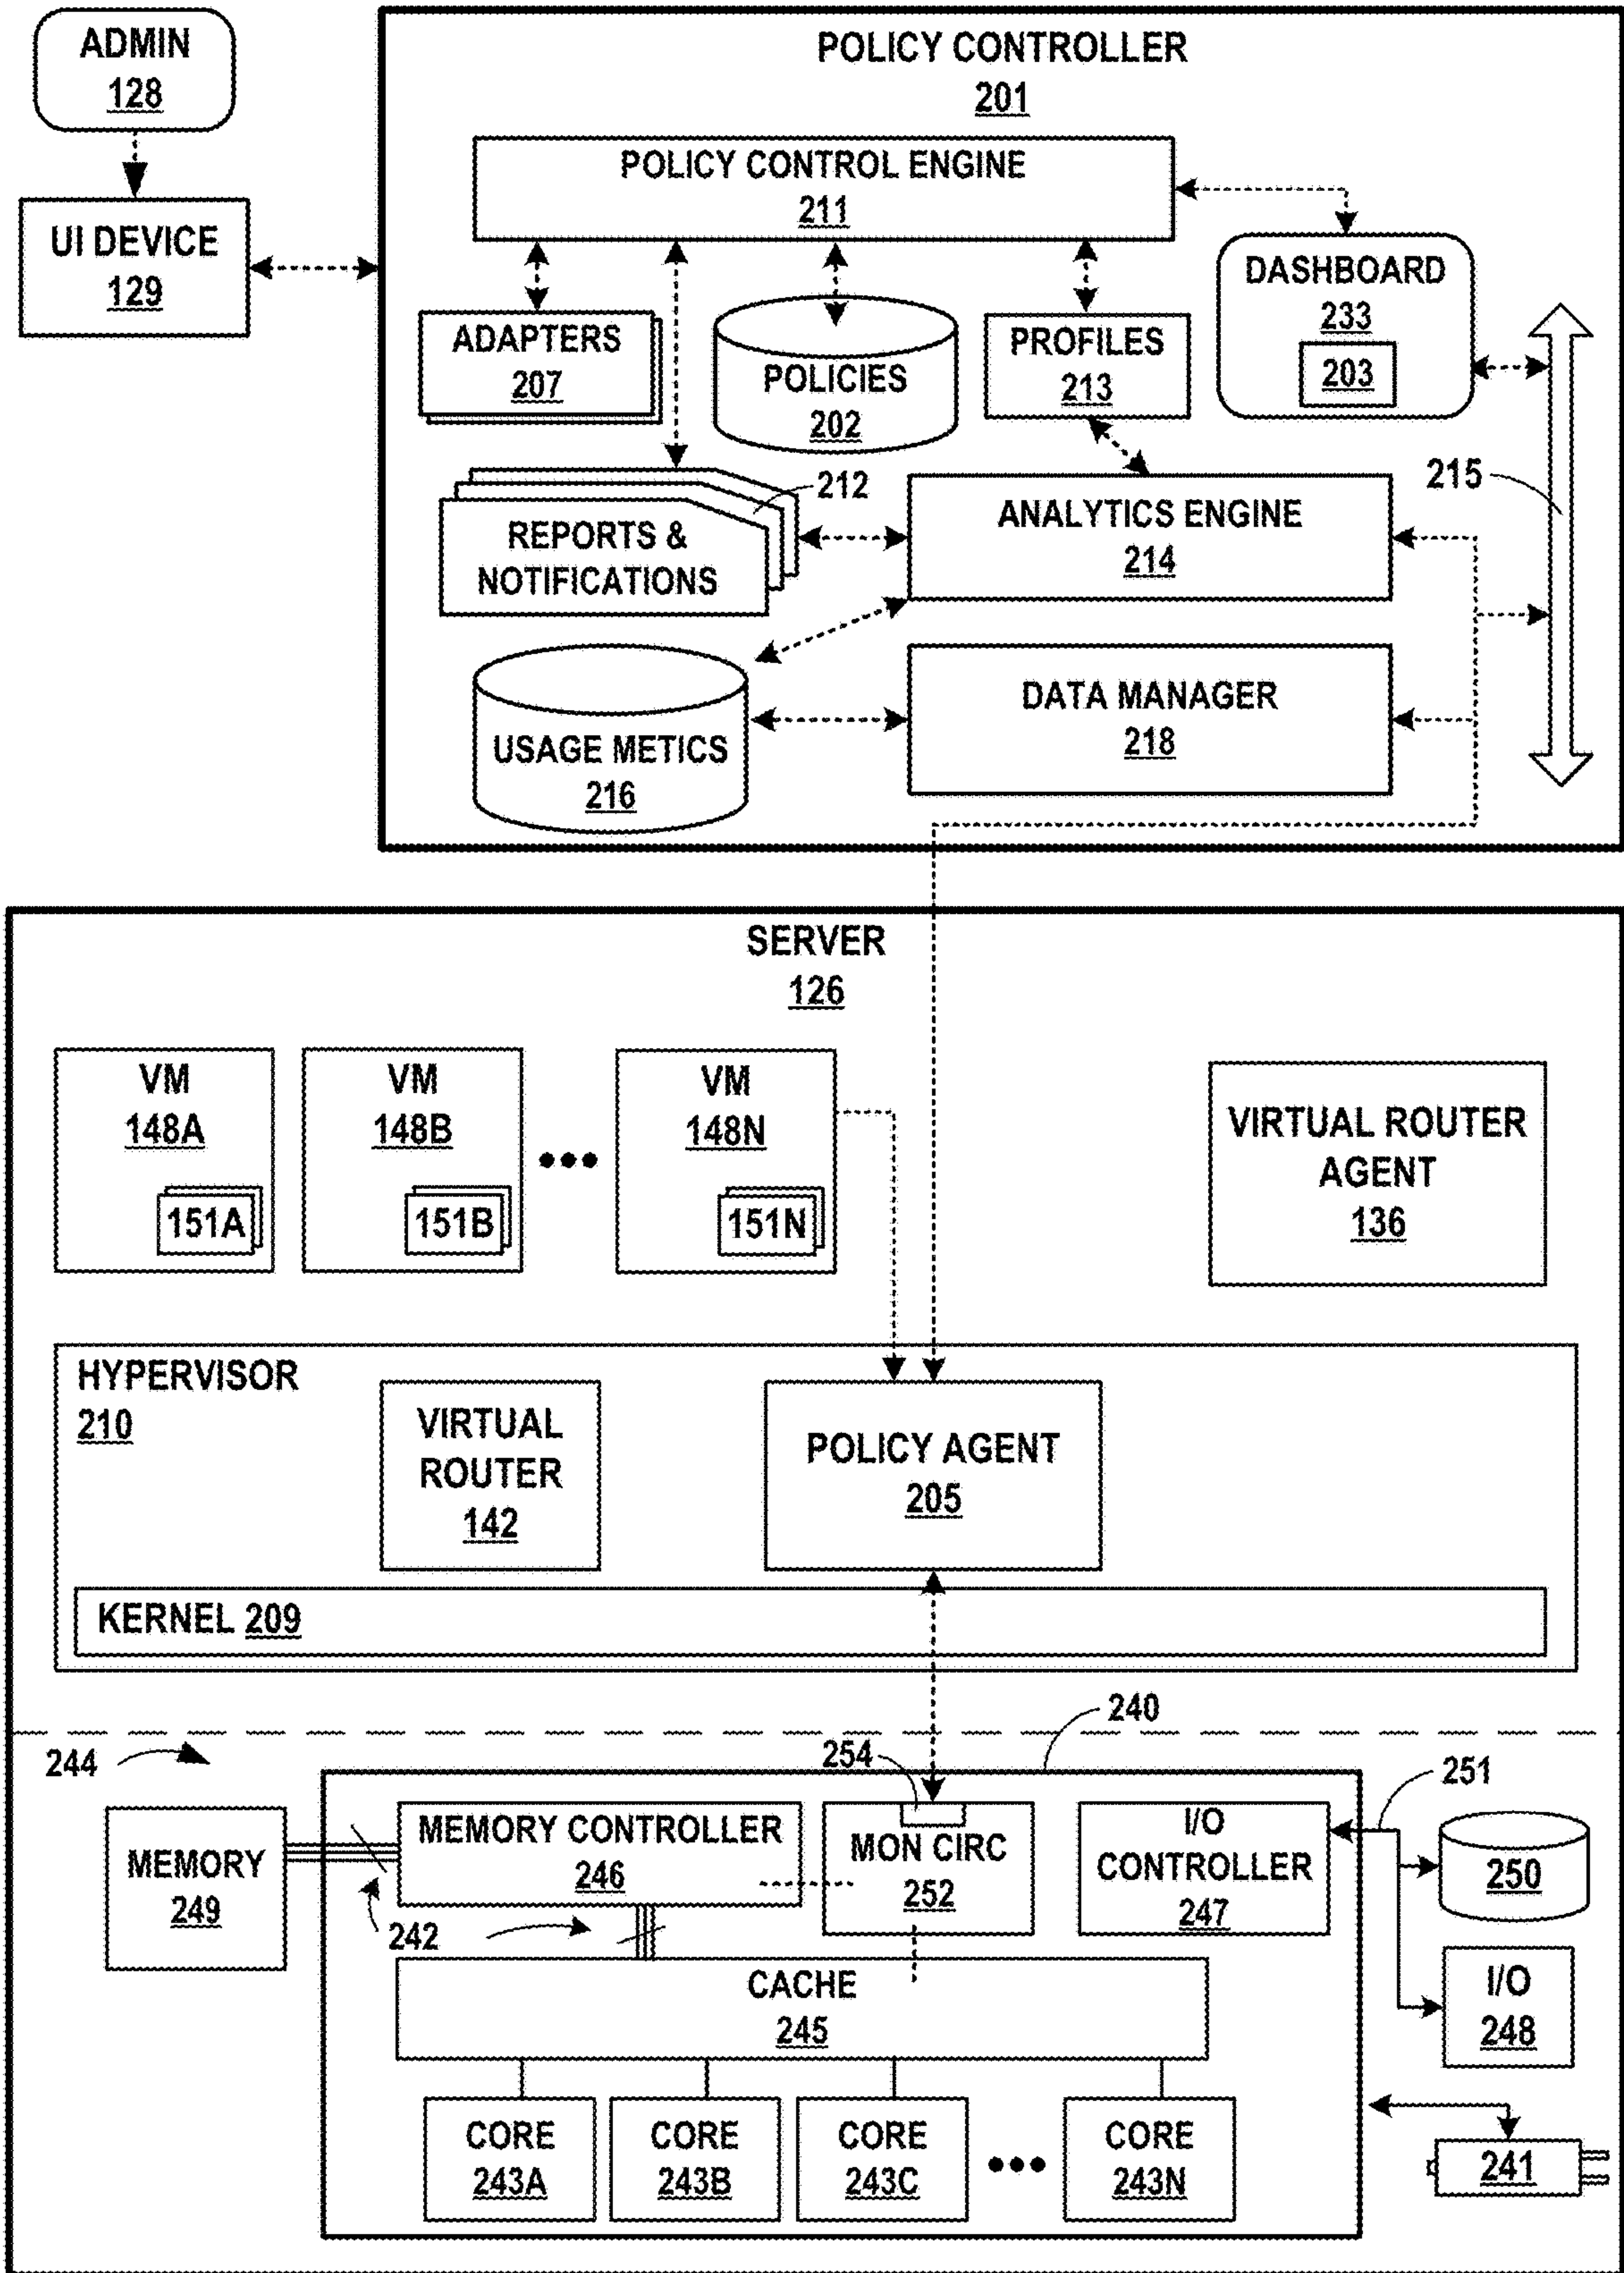 ADMIN
128
UI DEVICE
129
POLICY CONTROLLER
201
POLICY CONTROL ENGINE
211
ADAPTERS
207
POLICIES
202
PROFILES
213
DASHBOARD
233
203
212
REPORTS &
NOTIFICATIONS
ANALYTICS ENGINE
214
215
USAGE METICS
216
DATA MANAGER
218
SERVER
126
VM
148A
151A
VM
148B
151B
VM
148N
151N
VIRTUAL ROUTER
AGENT
136
HYPERVISOR
210
VIRTUAL
ROUTER
142
POLICY AGENT
205
KERNEL 209
244
240
254
251
MEMORY
249
MEMORY CONTROLLER
246
242
MON CIRC
252
I/O
CONTROLLER
247
250
I/O
248
CACHE
245
CORE
243A
CORE
243B
CORE
243C
CORE
243N
241